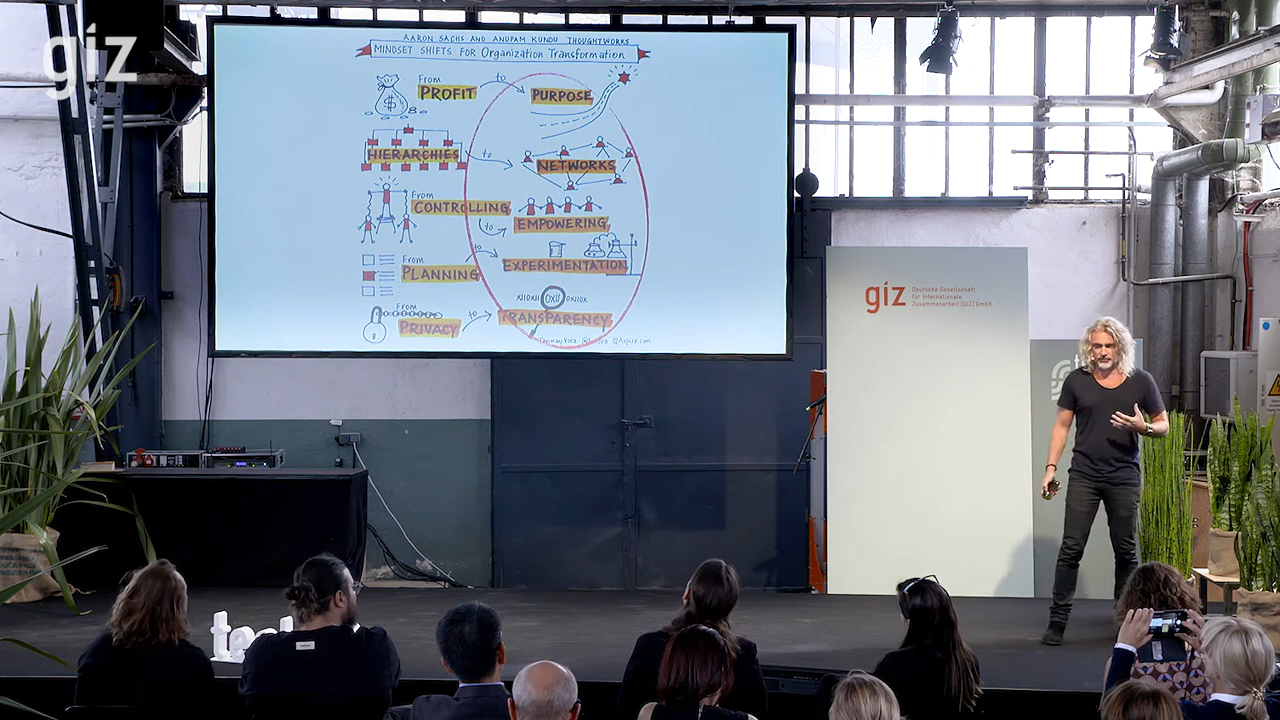 giz
AARON SACHS AND ANUPAM KUNDU THOUGHTWORKS
MINDSET SHIFTS FOR Organization Transformation
From
PROFIT
to
PURPOSE
HIERARCHIES
to
NETWORKS
From
CONTROLLING
to
EMPOWERING
From
PLANNING
to
EXPERIMENTATION
From
PRIVACY
to
TRANSPARENCY
QAspire.com
giz
Deutsche Gesellschaft
für Internationale
Zusammenarbeit (GIZ) GmbH